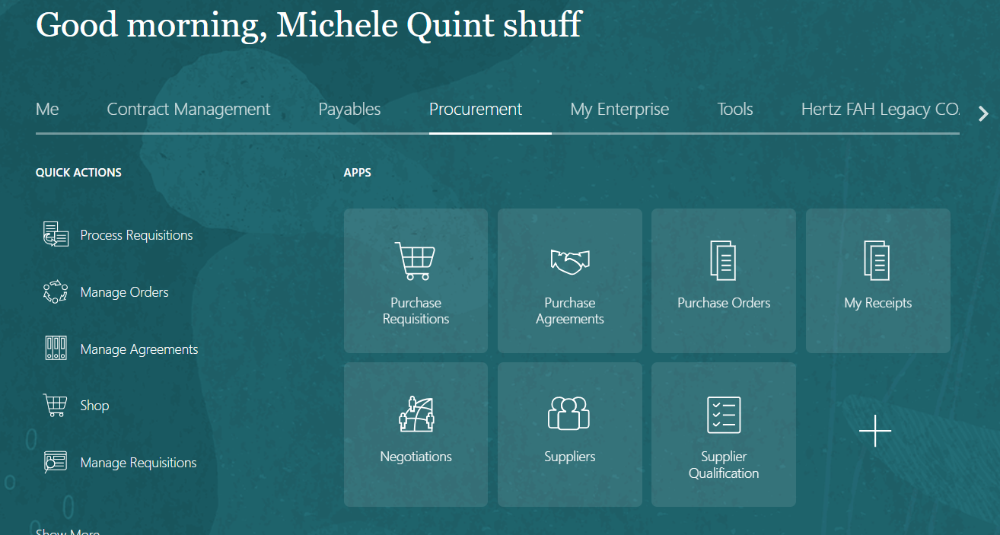 Good morning, Michele Quint shuff
Me Contract Management Payables Procurement My Enterprise Tools Hertz FAH Legacy CO.
QUICK ACTIONS
Process Requisitions
Manage Orders
Manage Agreements
Shop
Manage Requisitions
Show More
APPS
Purchase
Requisitions
Purchase
Agreements
Purchase Orders
My Receipts
Negotiations
Suppliers
Supplier
Qualification